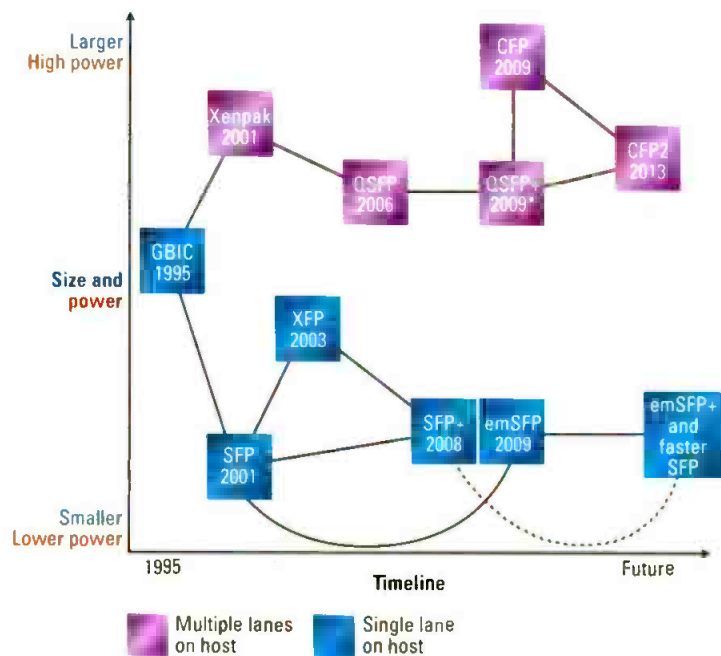 Larger
High power
CFP
2009
Xenpak
2001
CFP2
2013
QSFP
2006
QSFP+
2009*
GBIC
1995
Size and
power
XFP
2003
SFP+
2008
emSFP
2009
emSFP+
and
faster
SFP
SFP
2001
Smaller
Lower power
1995
Timeline
Future
Multiple lanes
on host
Single lane
on host